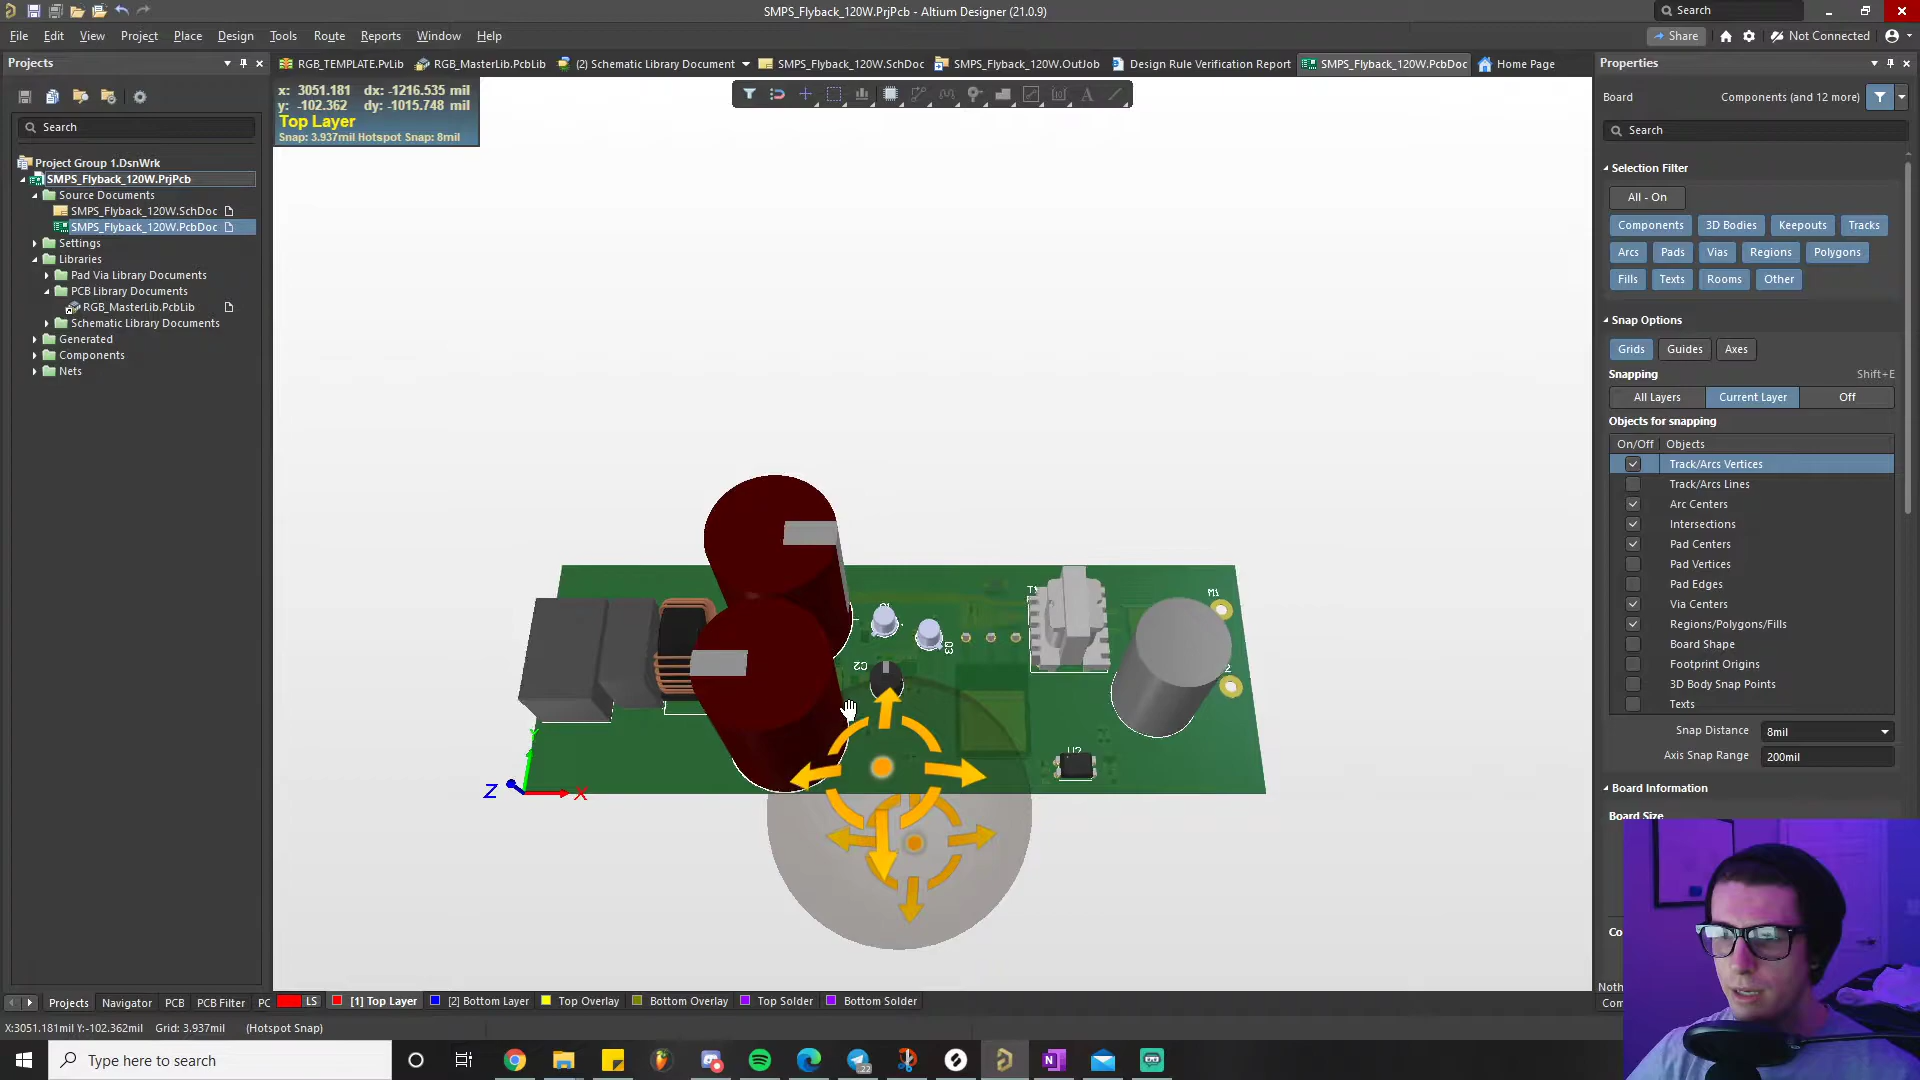 SMPS_Flyback_120W.PrjPcb - Altium Designer (21.0.9)
Search
File Edit View Project Place Design Tools Route Reports Window Help
Share
Not Connected
Projects
RGB_TEMPLATE.PvLib
RGB_MasterLib.PcbLib
(2) Schematic Library Document
SMPS_Flyback_120W.SchDoc
SMPS_Flyback_120W.OutJob
Design Rule Verification Report
SMPS_Flyback_120W.PcbDoc
Home Page
Properties
x: 3051.181 dx: -1216.535 mil
y: -102.362 dy: -1015.748 mil
Top Layer
Snap: 3.937mil Hotspot Snap: 8mil
Board
Components (and 12 more)
Search
Search
Project Group 1.DsnWrk
SMPS_Flyback_120W.PrjPcb
Source Documents
SMPS_Flyback_120W.SchDoc
SMPS_Flyback_120W.PcbDoc
Settings
Libraries
Pad Via Library Documents
PCB Library Documents
RGB_MasterLib.PcbLib
Schematic Library Documents
Generated
Components
Nets
Selection Filter
All - On
Components 3D Bodies Keepouts Tracks
Arcs Pads Vias Regions Polygons
Fills Texts Rooms Other
Snap Options
Grids Guides Axes
Snapping
Shift+E
All Layers Current Layer Off
Objects for snapping
On/Off Objects
Track/Arcs Vertices
Track/Arcs Lines
Arc Centers
Intersections
Pad Centers
Pad Vertices
Pad Edges
Via Centers
Regions/Polygons/Fills
Board Shape
Footprint Origins
3D Body Snap Points
Texts
Snap Distance 8mil
Axis Snap Range 200mil
Board Information
Board Size
T1
M1
C2
Y
Z
X
Projects Navigator PCB PCB Filter PC
LS
[1] Top Layer
[2] Bottom Layer
Top Overlay
Bottom Overlay
Top Solder
Bottom Solder
X:3051.181mil Y:-102.362mil Grid: 3.937mil (Hotspot Snap)
Type here to search
22